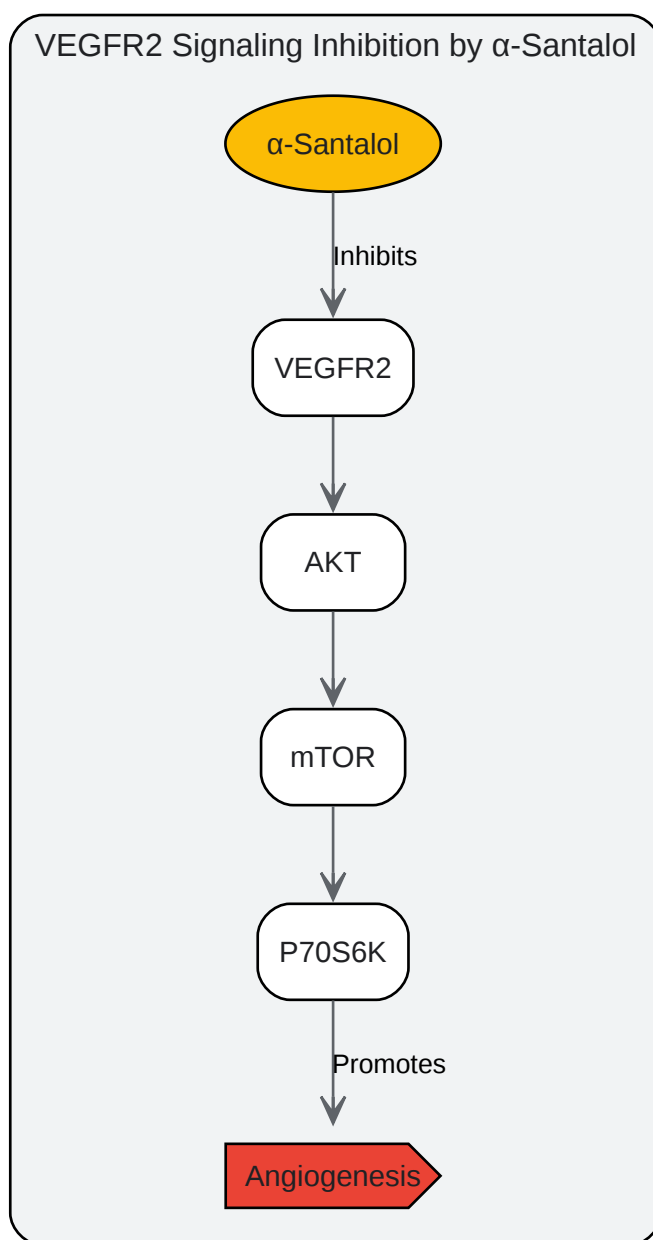 VEGFR2 Signaling Inhibition by α-Santalol
α-Santalol
Inhibits
VEGFR2
AKT
mTOR
P70S6K
Promotes
Angiogenesis